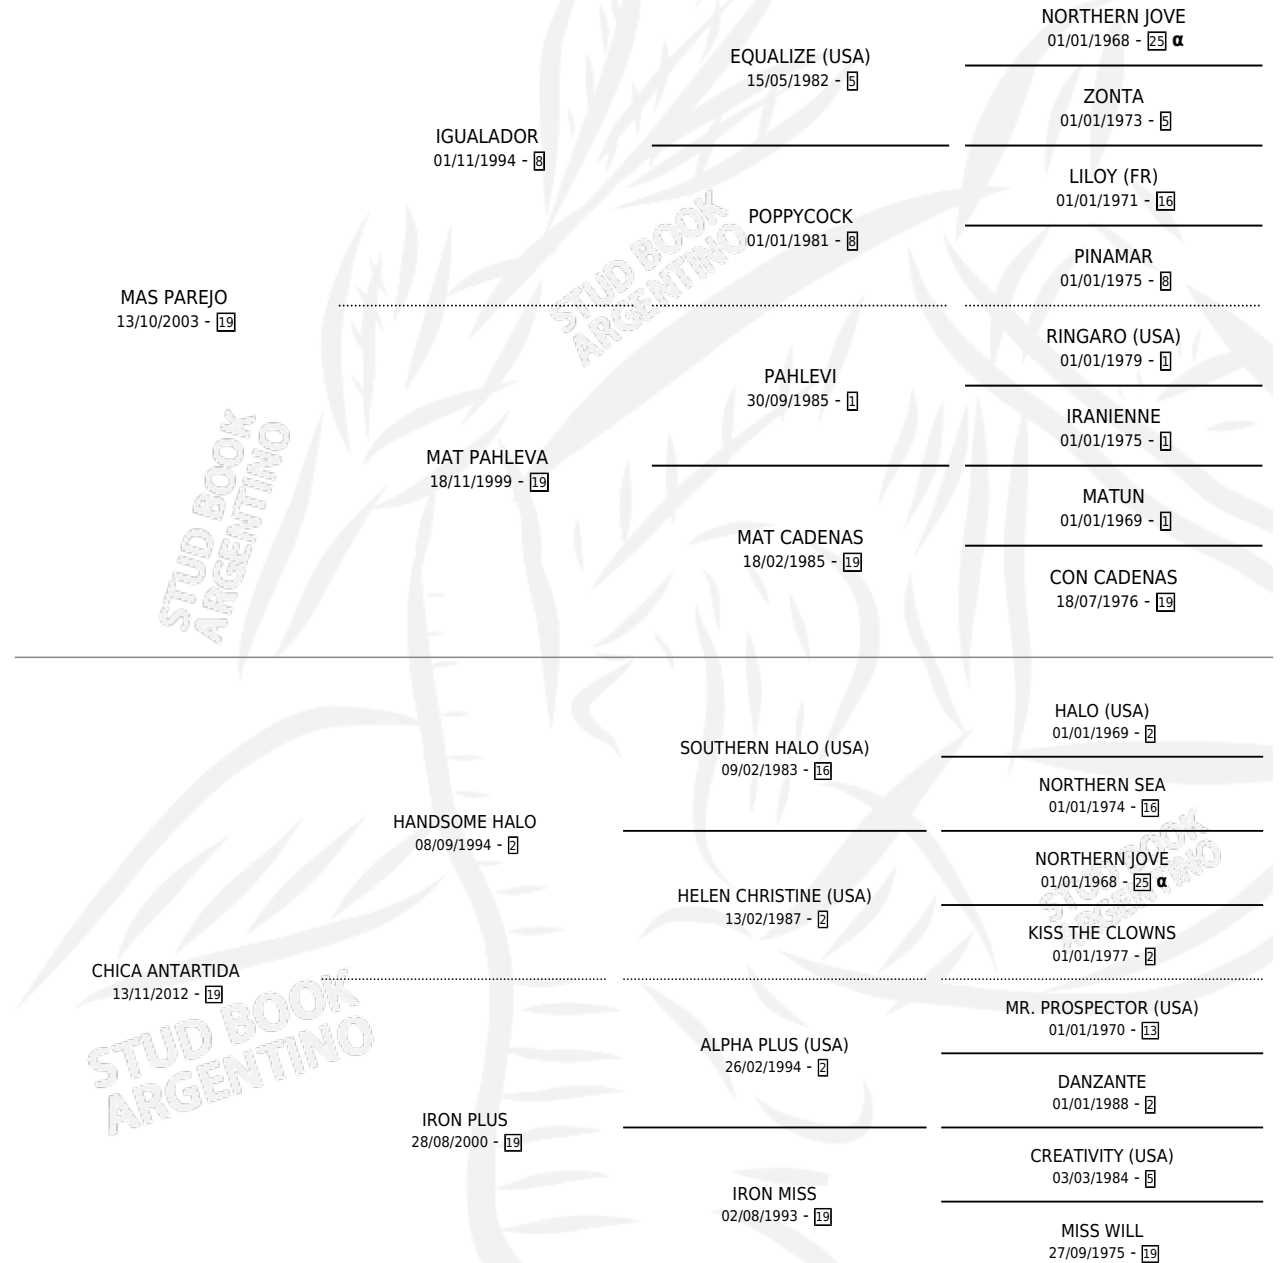 NORTHERN JOVE
01/01/1968 - 25 α
EQUALIZE (USA)
15/05/1982 - 5
ZONTA
01/01/1973 - 5
IGUALADOR
01/11/1994 - 8
LILOY (FR)
01/01/1971 - 16
POPPYCOCK
01/01/1981 - 8
PINAMAR
01/01/1975 - 8
MAS PAREJO
13/10/2003 - 19
RINGARO (USA)
01/01/1979 - 1
PAHLEVI
30/09/1985 - 1
IRANIENNE
01/01/1975 - 1
MAT PAHLEVA
18/11/1999 - 19
MATUN
01/01/1969 - 1
MAT CADENAS
18/02/1985 - 19
CON CADENAS
18/07/1976 - 19
STUD BOOK
ARGENTINO
STUD BOOK
ARGENTINO
HALO (USA)
01/01/1969 - 2
SOUTHERN HALO (USA)
09/02/1983 - 16
NORTHERN SEA
01/01/1974 - 16
HANDSOME HALO
08/09/1994 - 2
NORTHERN JOVE
01/01/1968 - 25 α
HELEN CHRISTINE (USA)
13/02/1987 - 2
KISS THE CLOWNS
01/01/1977 - 2
CHICA ANTARTIDA
13/11/2012 - 19
MR. PROSPECTOR (USA)
01/01/1970 - 13
ALPHA PLUS (USA)
26/02/1994 - 2
DANZANTE
01/01/1988 - 2
IRON PLUS
28/08/2000 - 19
CREATIVITY (USA)
03/03/1984 - 5
IRON MISS
02/08/1993 - 19
MISS WILL
27/09/1975 - 19
STUD BOOK
ARGENTINO
STUD BOOK
ARGENTINO